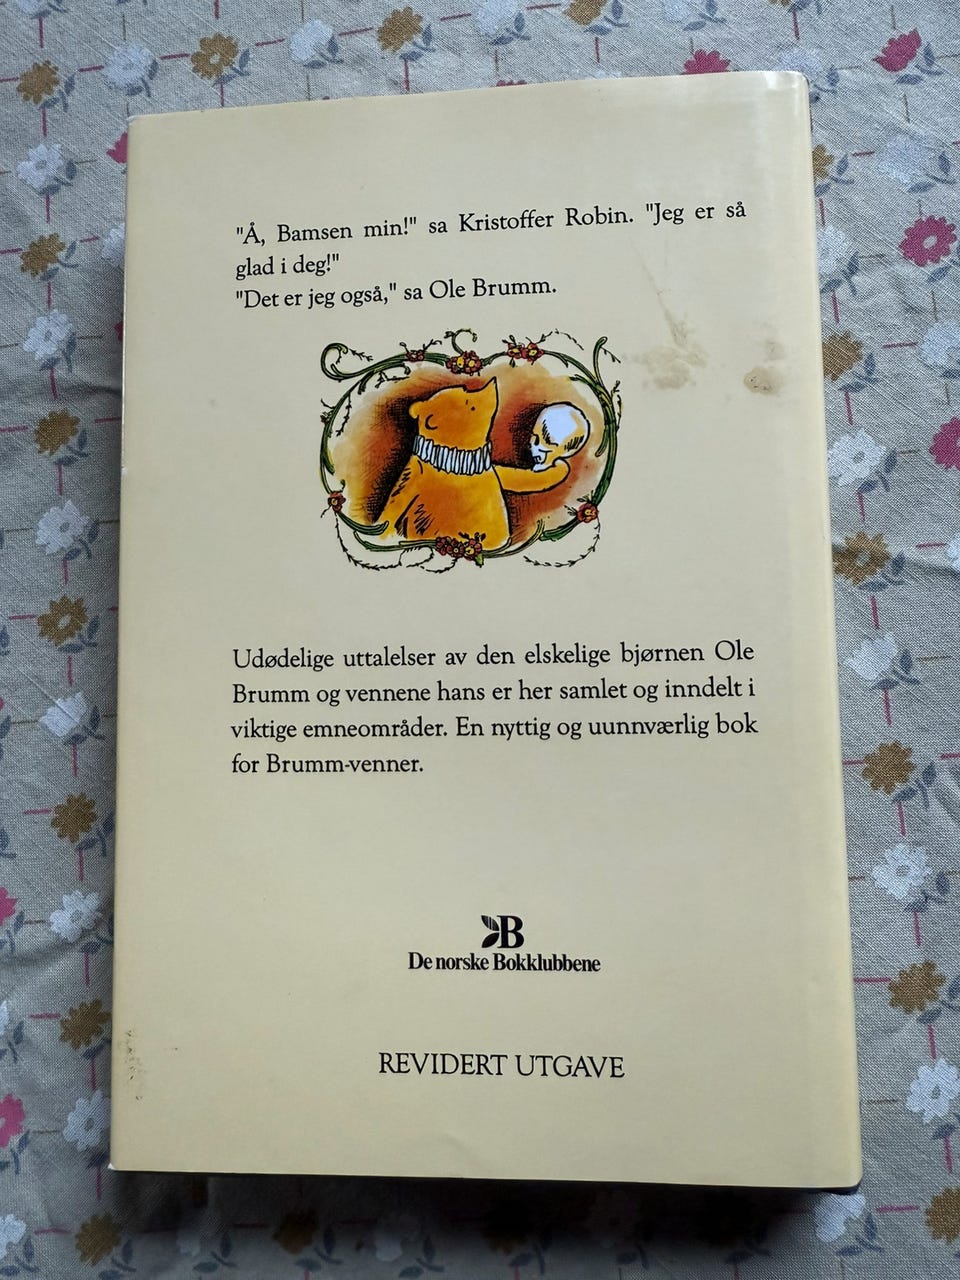 "Å, Bamsen min!" sa Kristoffer Robin. "Jeg er så
glad i deg!"
"Det er jeg også," sa Ole Brumm.
Udødelige uttalelser av den elskelige bjørnen Ole
Brumm og vennene hans er her samlet og inndelt i
viktige emneområder. En nyttig og uunnværlig bok
for Brumm-venner.
B
De norske Bokklubbene
REVIDERT UTGAVE